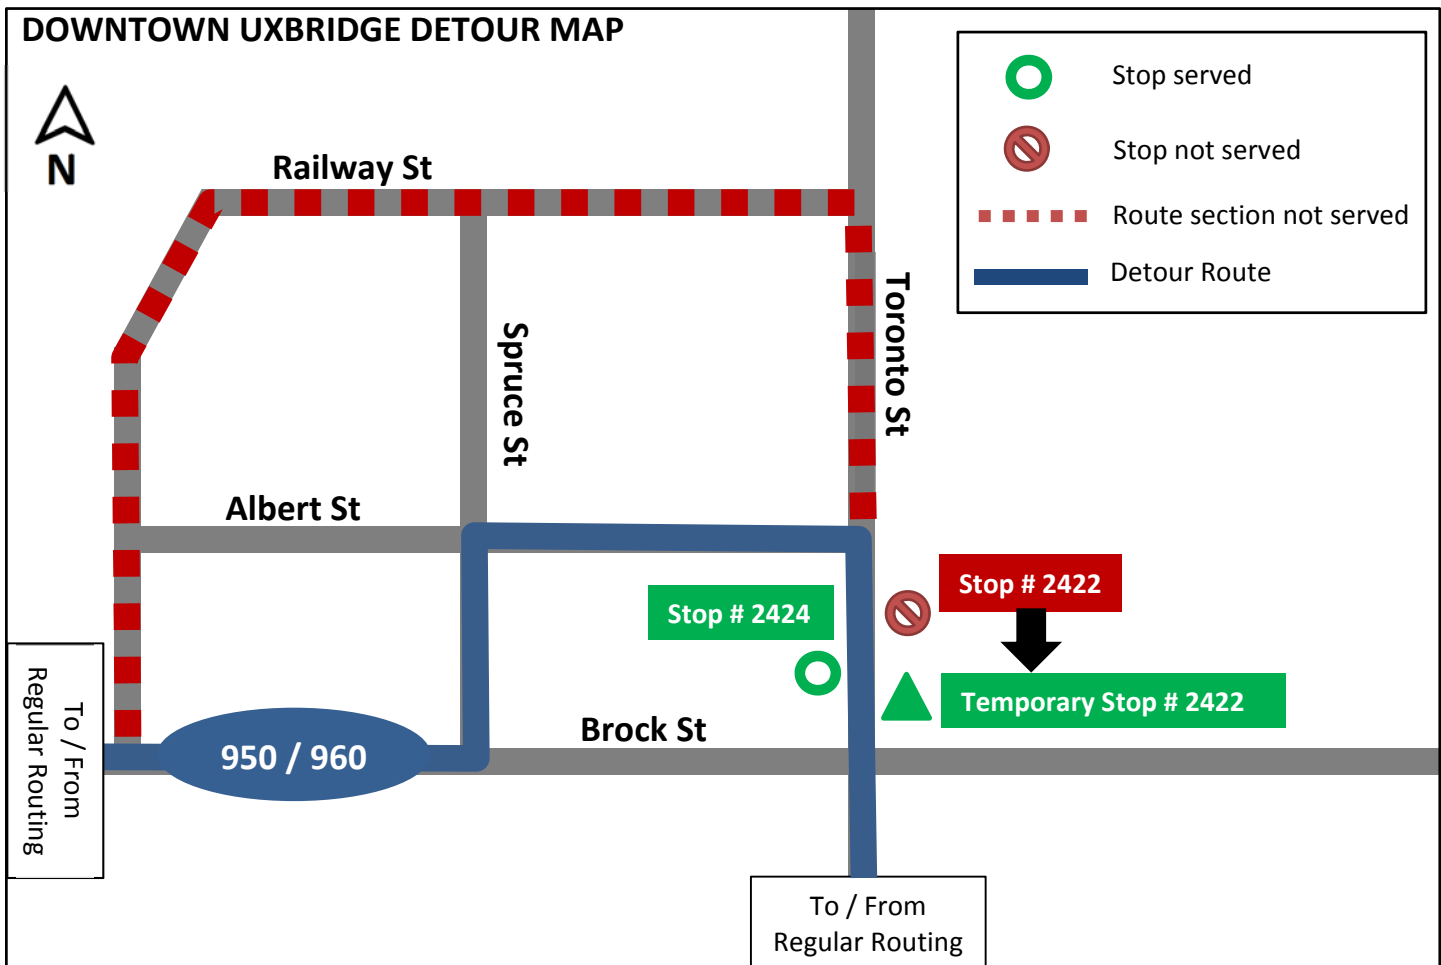 DOWNTOWN UXBRIDGE DETOUR MAP
N
Stop served
Stop not served
Route section not served
Detour Route
Railway St
Toronto St
Spruce St
Albert St
Stop # 2422
Stop # 2424
Temporary Stop # 2422
Brock St
950 / 960
To / From
Regular Routing
To / From
Regular Routing